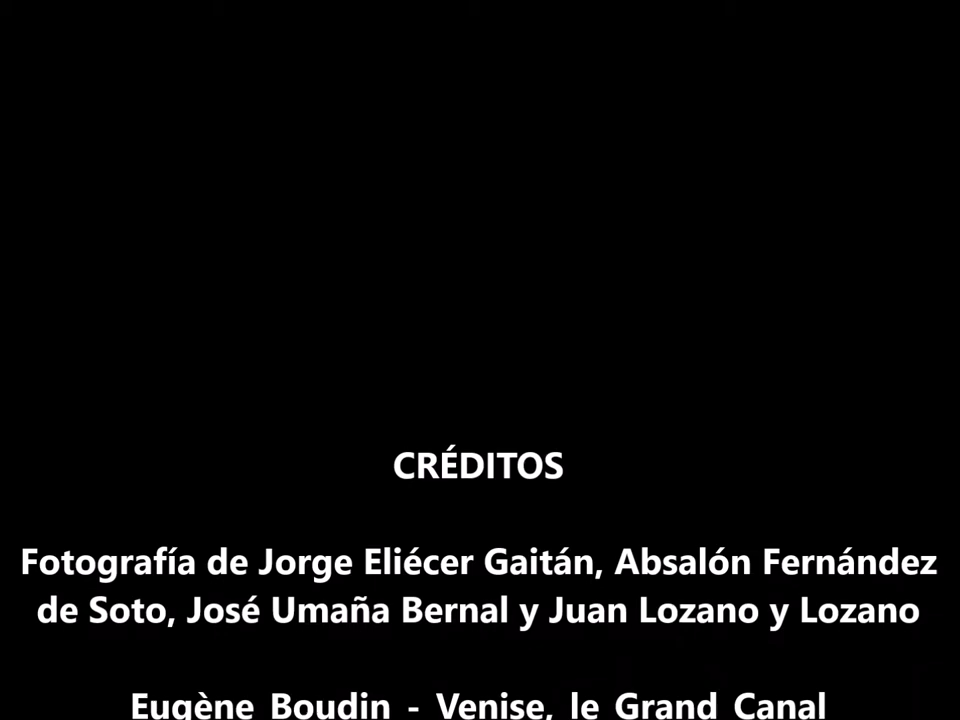 CRÉDITOS
Fotografía de Jorge Eliécer Gaitán, Absalón Fernández
de Soto, José Umaña Bernal y Juan Lozano y Lozano
Eugène Boudin - Venise, le Grand Canal